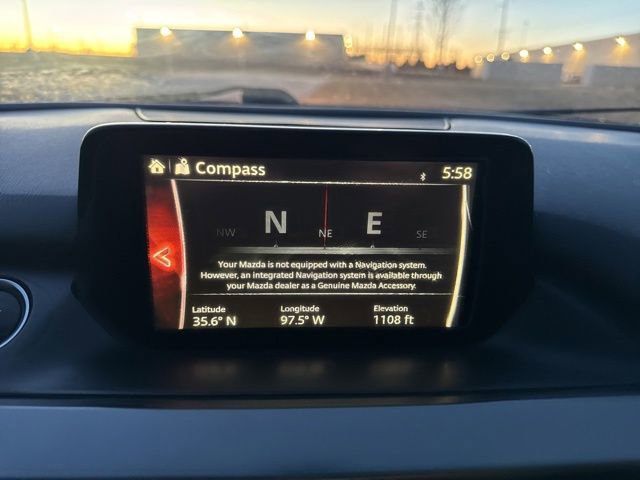 Compass 5:58
N E
NW NE SE
Your Mazda is not equipped with a Navigation system.
However, an integrated Navigation system is available through
your Mazda dealer as a Genuine Mazda Accessory.
Latitude Longitude Elevation
35.6° N 97.5° W 1108 ft